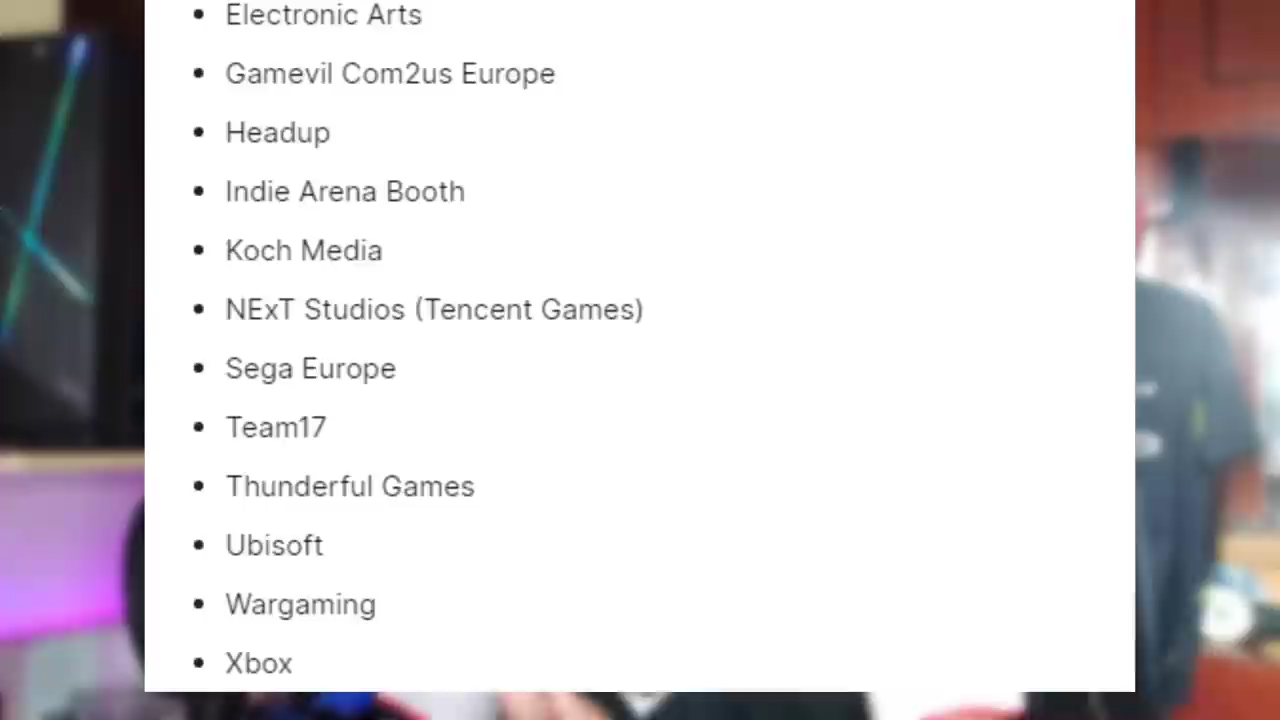 • Electronic Arts
• Gamevil Com2us Europe
• Headup
• Indie Arena Booth
• Koch Media
• NExT Studios (Tencent Games)
• Sega Europe
• Team17
• Thunderful Games
• Ubisoft
• Wargaming
• Xbox